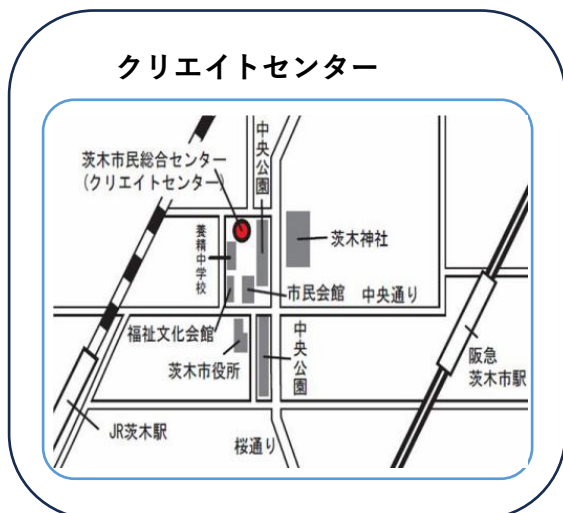 クリエイトセンター
中央公園
茨木市民総合センター
(クリエイトセンター)
養精中学校
茨木神社
市民会館
中央通り
福祉文化会館
中央公園
茨木市役所
阪急
茨木市駅
JR茨木駅
桜通り